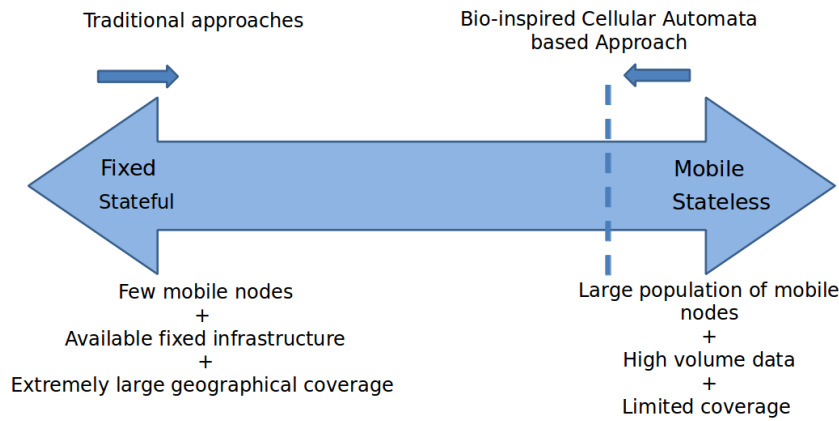 Traditional approaches
Bio-inspired Cellular Automata
based Approach
Fixed
Stateful
Mobile
Stateless
Few mobile nodes
+
Available fixed infrastructure
+
Extremely large geographical coverage
Large population of mobile
nodes
+
High volume data
+
Limited coverage